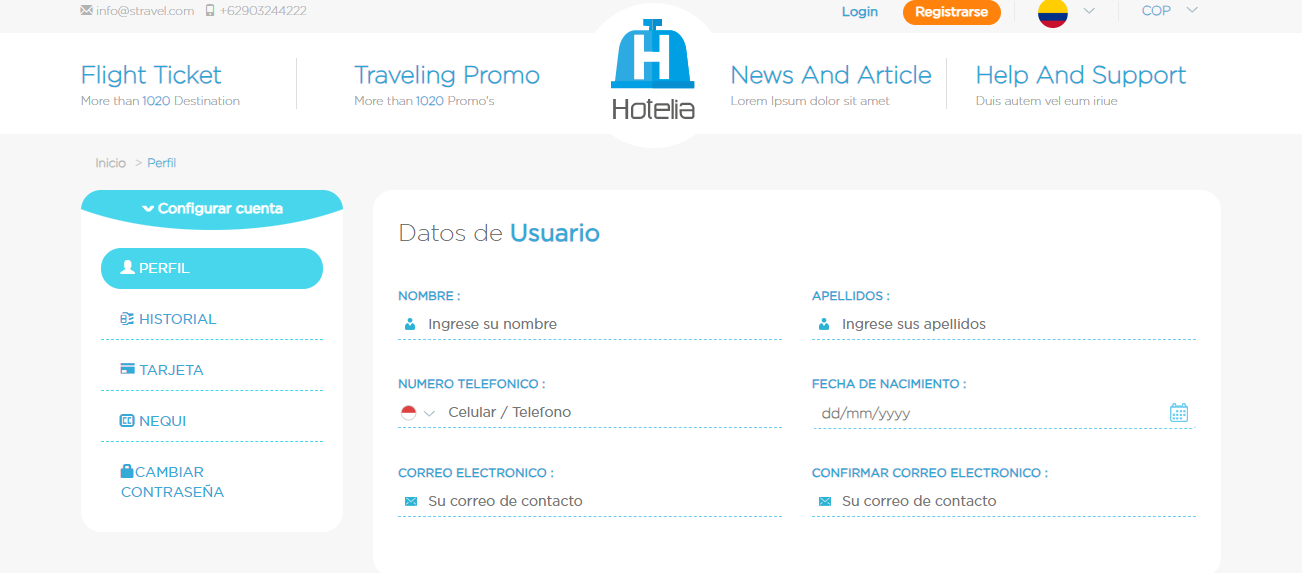 info@stravel.com +62903244222
Login Registrarse COP
Flight Ticket
More than 1020 Destination
Traveling Promo
More than 1020 Promo's
H
Hotelia
News And Article
Lorem Ipsum dolor sit amet
Help And Support
Duis autem vel eum iriue
Inicio > Perfil
Configurar cuenta
PERFIL
HISTORIAL
TARJETA
NEQUI
CAMBIAR
CONTRASEÑA
Datos de Usuario
NOMBRE :
Ingrese su nombre
APELLIDOS :
Ingrese sus apellidos
NUMERO TELEFONICO :
Celular / Telefono
FECHA DE NACIMIENTO :
dd/mm/yyyy
CORREO ELECTRONICO :
Su correo de contacto
CONFIRMAR CORREO ELECTRONICO :
Su correo de contacto